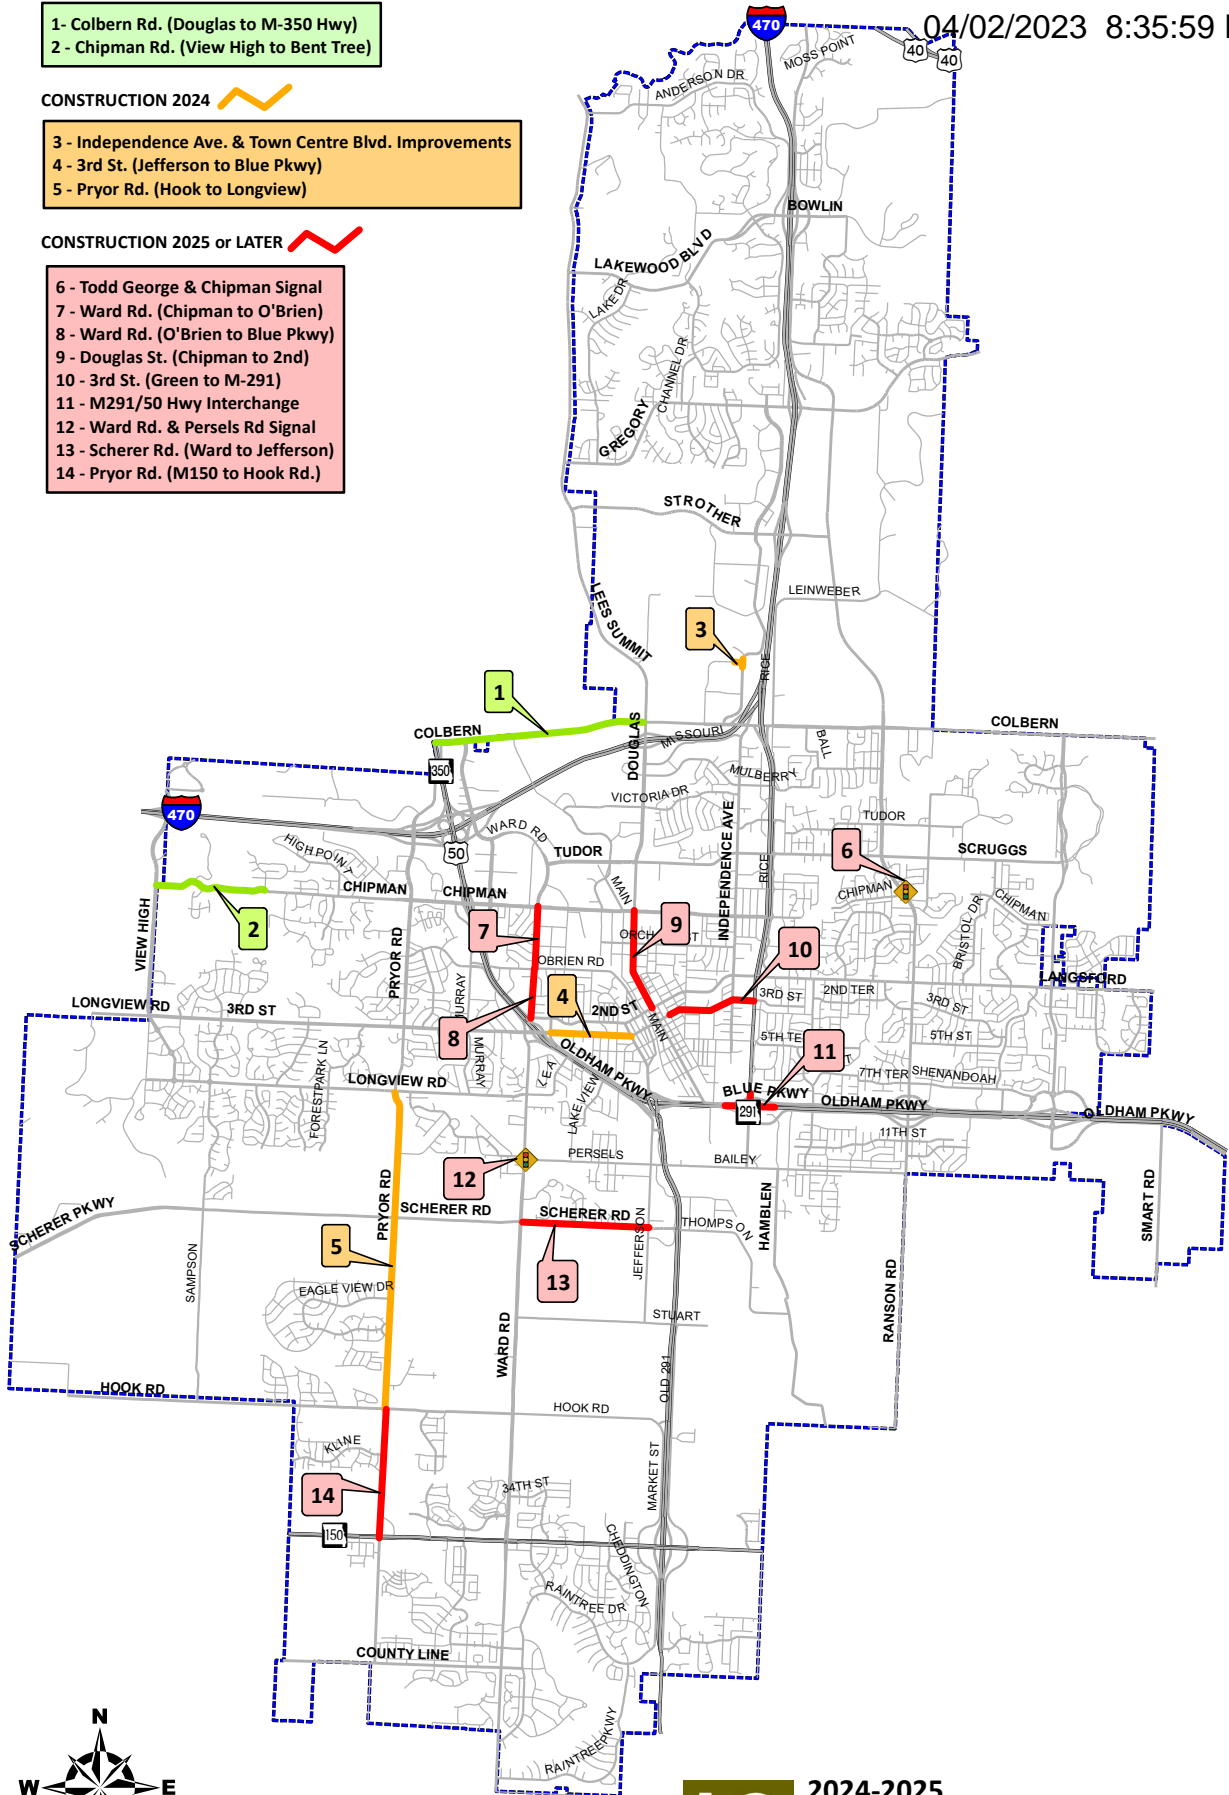 04/02/2023 8:35:59
1- Colbern Rd. (Douglas to M-350 Hwy)
2 - Chipman Rd. (View High to Bent Tree)
CONSTRUCTION 2024
3 - Independence Ave. & Town Centre Blvd. Improvements
4 - 3rd St. (Jefferson to Blue Pkwy)
5 - Pryor Rd. (Hook to Longview)
CONSTRUCTION 2025 or LATER
6 - Todd George & Chipman Signal
7 - Ward Rd. (Chipman to O'Brien)
8 - Ward Rd. (O'Brien to Blue Pkwy)
9 - Douglas St. (Chipman to 2nd)
10 - 3rd St. (Green to M-291)
11 - M291/50 Hwy Interchange
12 - Ward Rd. & Persels Rd Signal
13 - Scherer Rd. (Ward to Jefferson)
14 - Pryor Rd. (M150 to Hook Rd.)
470
40
40
MOSS POINT
ANDERSON DR
BOWLIN
LAKEWOOD BLVD
LAKE DR
CHANNEL DR
GREGORY
STROTHER
LEINWEBER
LEES SUMMIT
3
RICE
1
COLBERN
DOUGLAS
MISSOURI
COLBERN
BALL
350
MULBERRY
VICTORIA DR
470
WARD RD
TUDOR
HIGH POINT
50
TUDOR
INDEPENDENCE AVE
RICE
6
SCRUGGS
CHIPMAN
CHIPMAN
MAIN
CHIPMAN
CHIPMAN
2
VIEW HIGH
PRYOR RD
7
9
BRISTOL DR
10
OBRIEN RD
LANGSFORD
MURRAY
4
2ND ST
3RD ST
2ND TER
3RD ST
LONGVIEW RD
3RD ST
8
MAIN
5TH ST
11
MURRAY
LEA
OLDHAM PKWY
7TH TER
SHENANDOAH
FORESTPARK LN
LONGVIEW RD
LAKEVIEW
BLUE PKWY
OLDHAM PKWY
291
OLDHAM PKWY
11TH ST
12
PERSELS
BAILEY
SCHERER PKWY
PRYOR RD
SCHERER RD
SCHERER RD
JEFFERSON
THOMPSON
HAMBLEN
SMART RD
SAMPSON
5
13
EAGLE VIEW DR
STUART
RANSON RD
WARD RD
OLD 291
HOOK RD
HOOK RD
KLINE
MARKET ST
14
34TH ST
150
CHEDDINGTON
RAINTREE DR
COUNTY LINE
RAINTREE PKWY
N
W
E
2024-2025